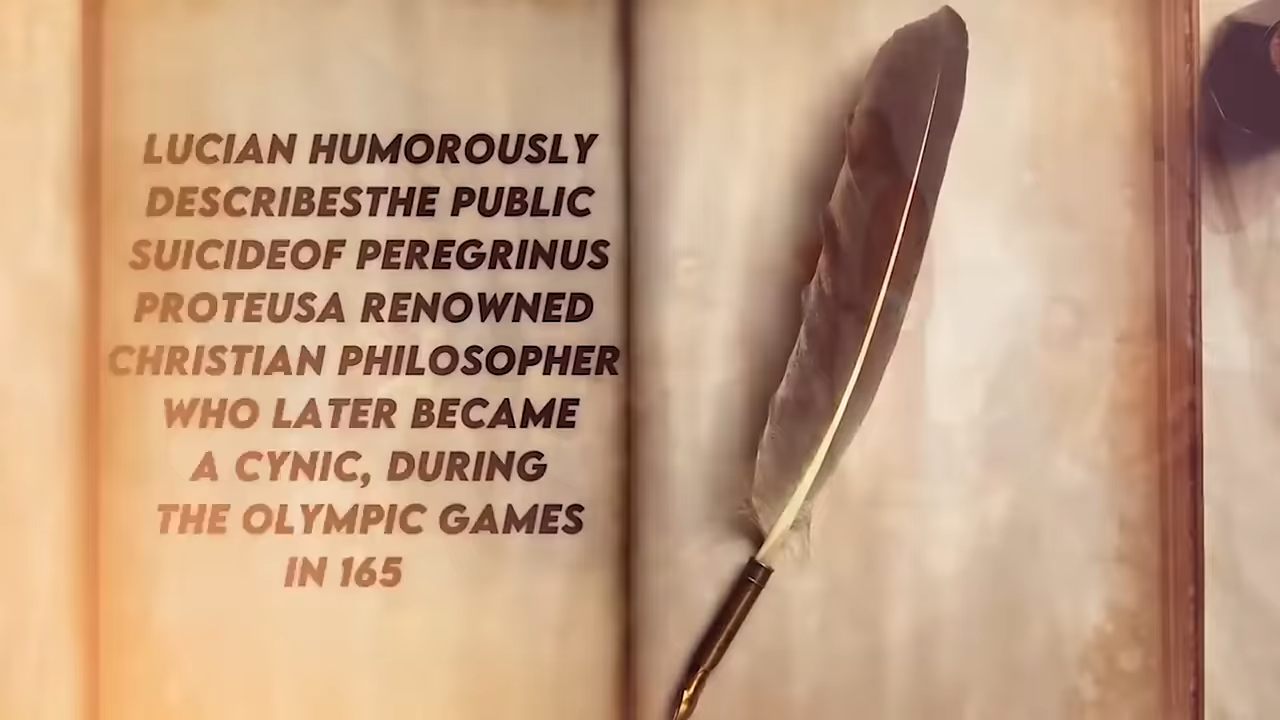 LUCIAN HUMOROUSLY
DESCRIBESTHE PUBLIC
SUICIDEOF PEREGRINUS
PROTEUSA RENOWNED
CHRISTIAN PHILOSOPHER
WHO LATER BECAME
A CYNIC, DURING
THE OLYMPIC GAMES
IN 165